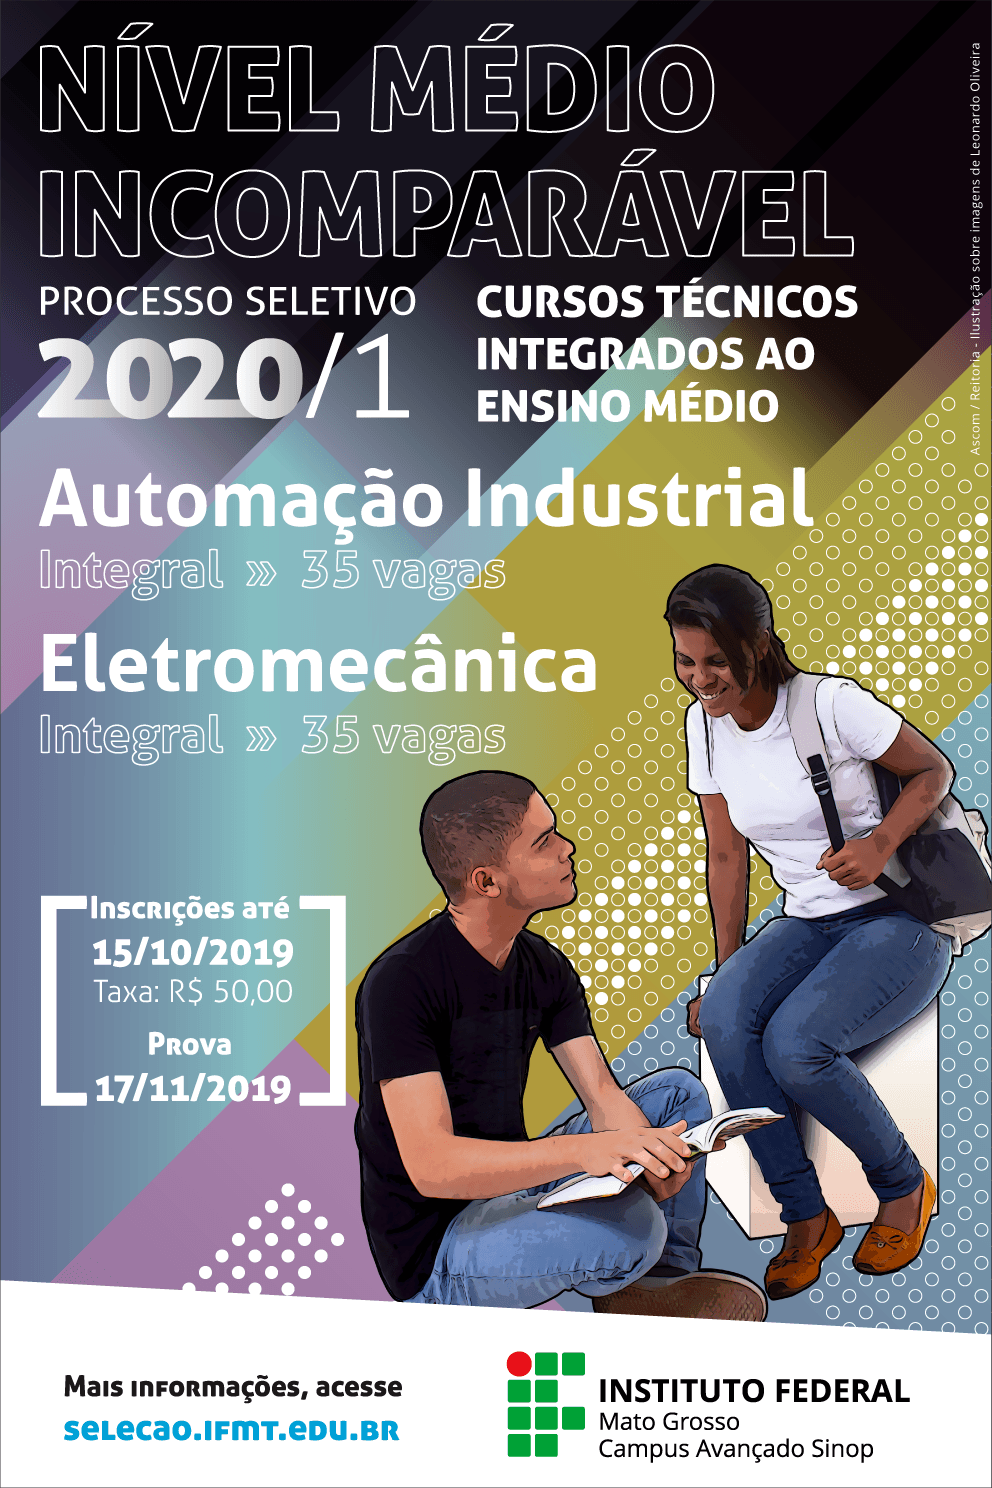 NÍVEL MÉDIO
INCOMPARÁVEL
PROCESSO SELETIVO
2020/1
CURSOS TÉCNICOS
INTEGRADOS AO
ENSINO MÉDIO
Automação Industrial
Integral » 35 vagas
Eletromecânica
Integral » 35 vagas
Inscrições até
15/10/2019
Taxa: R$ 50,00
Prova
17/11/2019
Mais informações, acesse
selecao.ifmt.edu.br
INSTITUTO FEDERAL
Mato Grosso
Campus Avançado Sinop
Ascom / Reitoria - Ilustração sobre imagens de Leonardo Oliveira